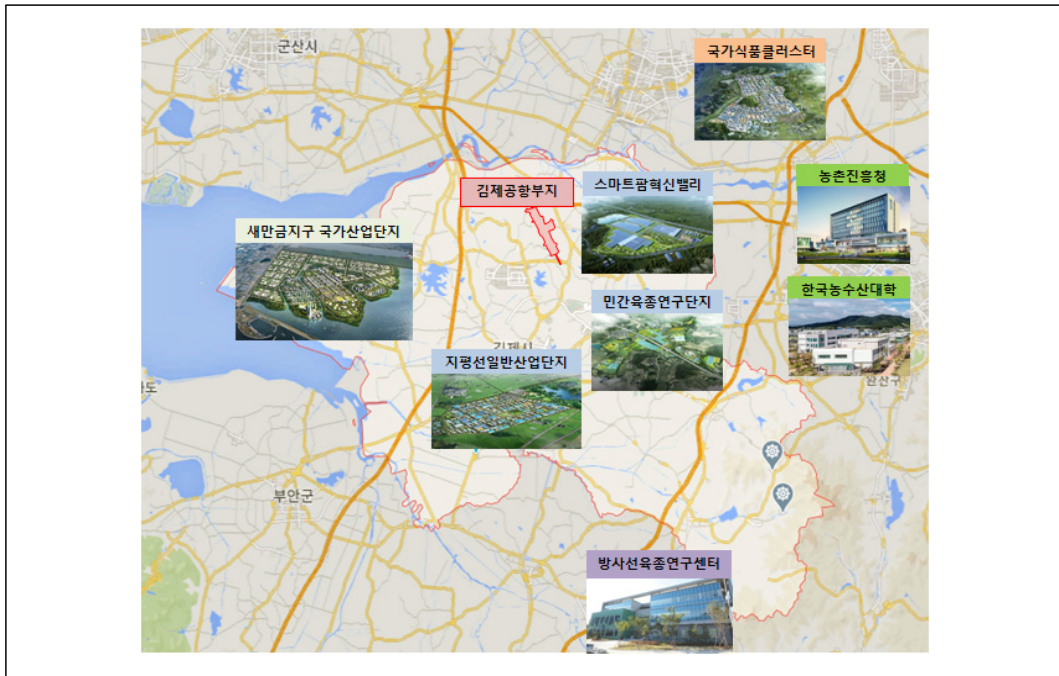 군산시
국가식품클러스터
농촌진흥청
스마트팜혁신밸리
김제공항부지
새만금지구 국가산업단지
한국농수산대학
민간육종연구단지
김제시
지평선일반산업단지
완산구
부안군
방사선육종연구센터